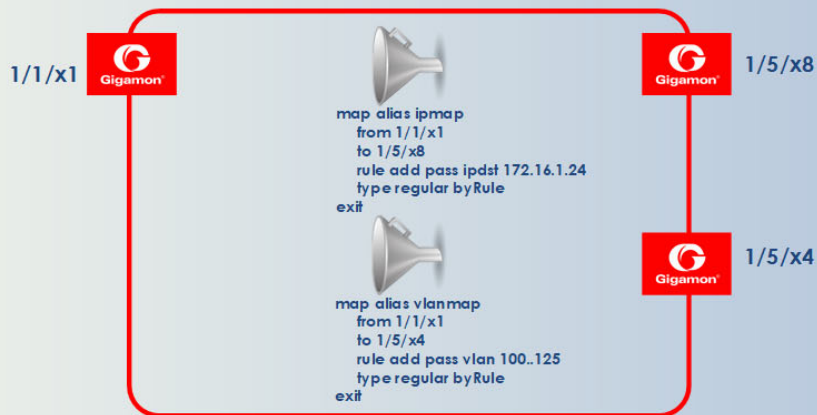 1/1/x1
Gigamon®
map alias ipmap
from 1/1/x1
to 1/5/x8
rule add pass ipdst 172.16.1.24
type regular byRule
exit
Gigamon®
1/5/x8
map alias vlanmap
from 1/1/x1
to 1/5/x4
rule add pass vlan 100..125
type regular byRule
exit
Gigamon®
1/5/x4